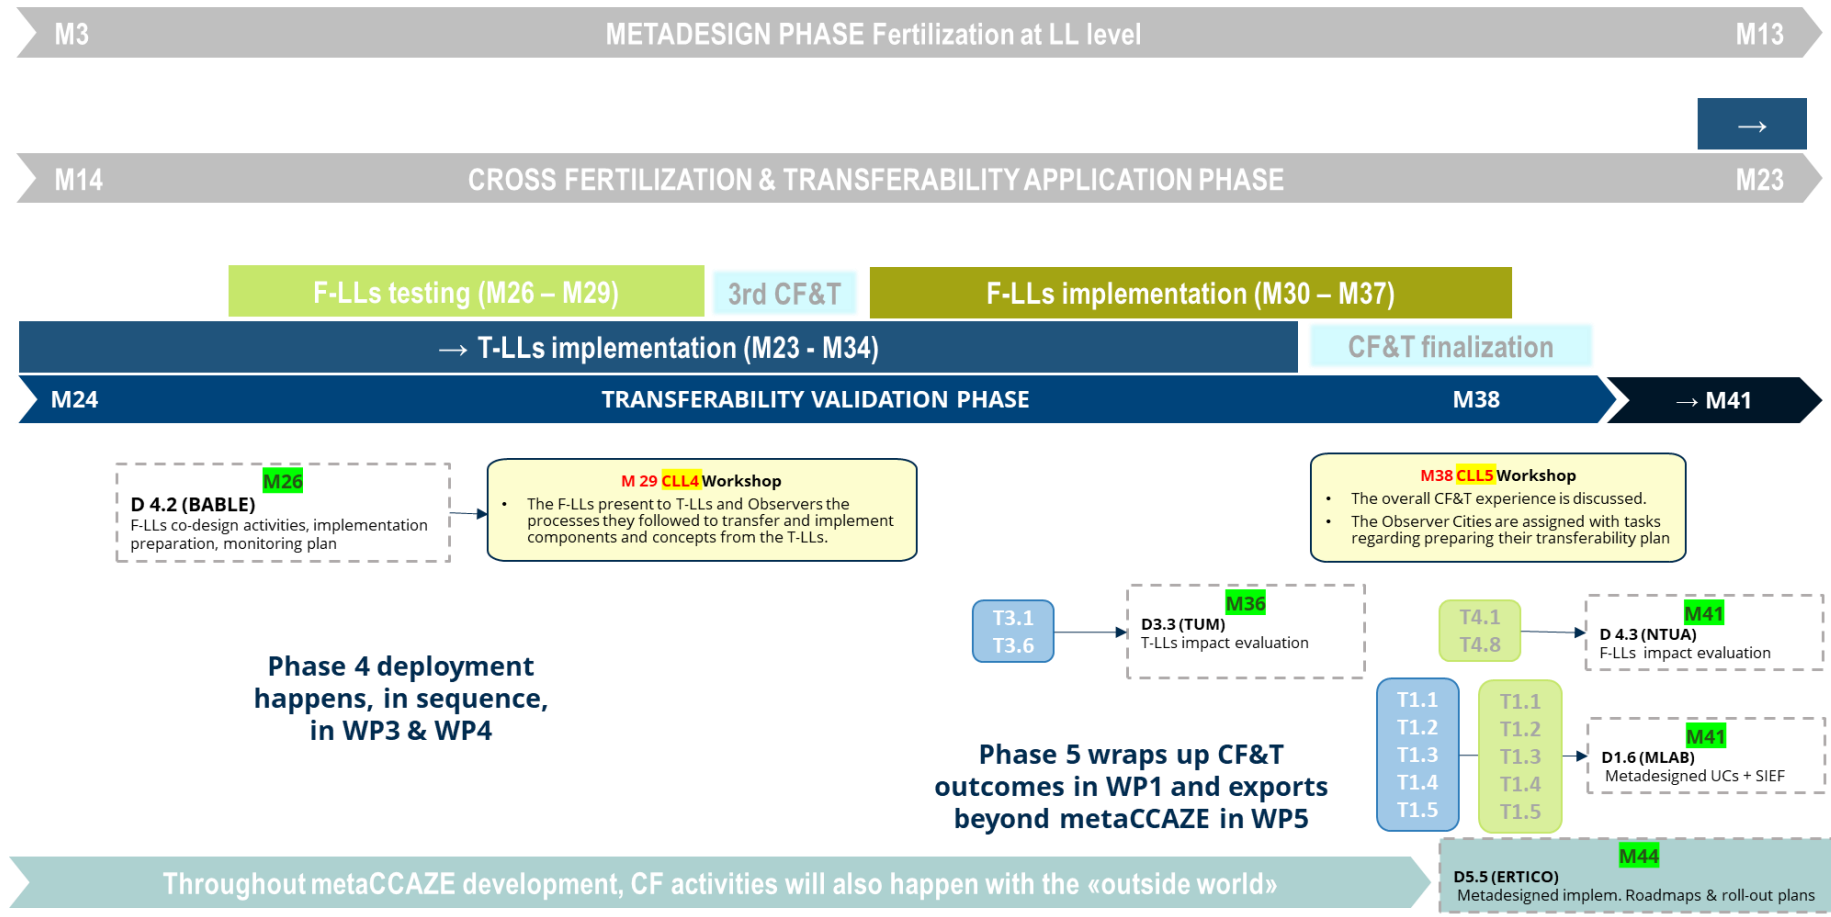 M3 METADESIGN PHASE Fertilization at LL level M13
→
M14 CROSS FERTILIZATION & TRANSFERABILITY APPLICATION PHASE M23
F-LLs testing (M26 – M29)
3rd CF&T
F-LLs implementation (M30 – M37)
→ T-LLs implementation (M23 - M34)
CF&T finalization
M24 TRANSFERABILITY VALIDATION PHASE M38
→ M41
M26
D 4.2 (BABLE)
F-LLs co-design activities, implementation
preparation, monitoring plan
M 29 CLL4 Workshop
• The F-LLs present to T-LLs and Observers the
processes they followed to transfer and implement
components and concepts from the T-LLs.
M38 CLL5 Workshop
• The overall CF&T experience is discussed.
• The Observer Cities are assigned with tasks
regarding preparing their transferability plan
T3.1
T3.6
M36
D3.3 (TUM)
T-LLs impact evaluation
T4.1
T4.8
M41
D 4.3 (NTUA)
F-LLs impact evaluation
Phase 4 deployment
happens, in sequence,
in WP3 & WP4
Phase 5 wraps up CF&T
outcomes in WP1 and exports
beyond metaCCAZE in WP5
T1.1
T1.2
T1.3
T1.4
T1.5
T1.1
T1.2
T1.3
T1.4
T1.5
M41
D1.6 (MLAB)
Metadesigned UCs + SIEF
Throughout metaCCAZE development, CF activities will also happen with the «outside world»
M44
D5.5 (ERTICO)
Metadesigned implem. Roadmaps & roll-out plans